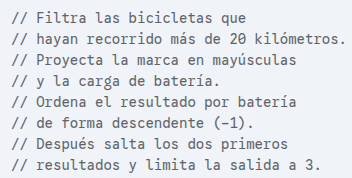 // Filtra las bicicletas que
// hayan recorrido más de 20 kilómetros.
// Proyecta la marca en mayúsculas
// y la carga de batería.
// Ordena el resultado por batería
// de forma descendente (-1).
// Después salta los dos primeros
// resultados y limita la salida a 3.